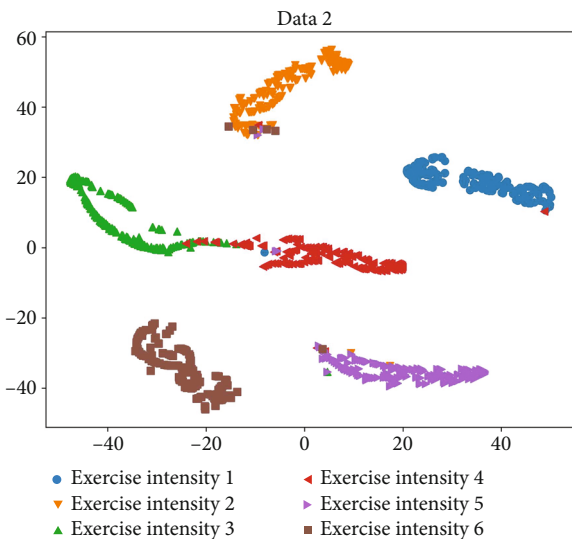 Data 2
60
40
20
0
−20
−40
−40 −20 0 20 40
Exercise intensity 1 Exercise intensity 4
Exercise intensity 2 Exercise intensity 5
Exercise intensity 3 Exercise intensity 6